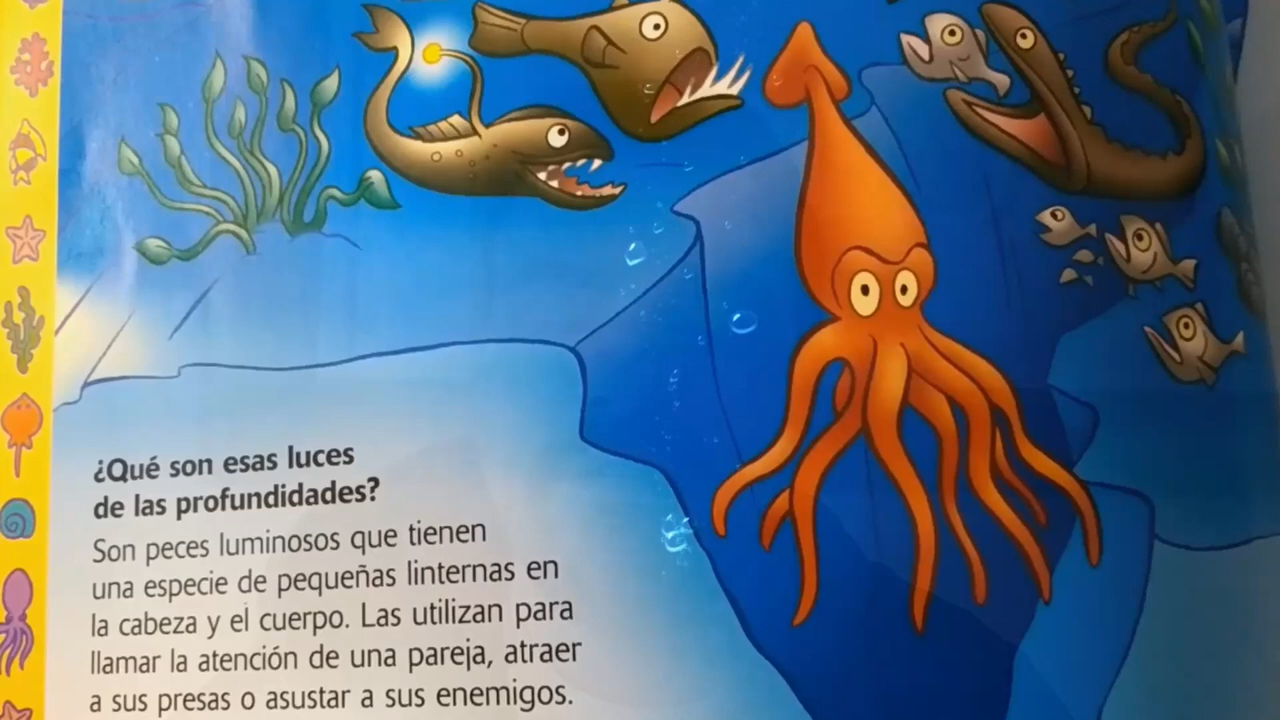 ¿Qué son esas luces
de las profundidades?
Son peces luminosos que tienen
una especie de pequeñas linternas en
la cabeza y el cuerpo. Las utilizan para
llamar la atención de una pareja, atraer
a sus presas o asustar a sus enemigos.